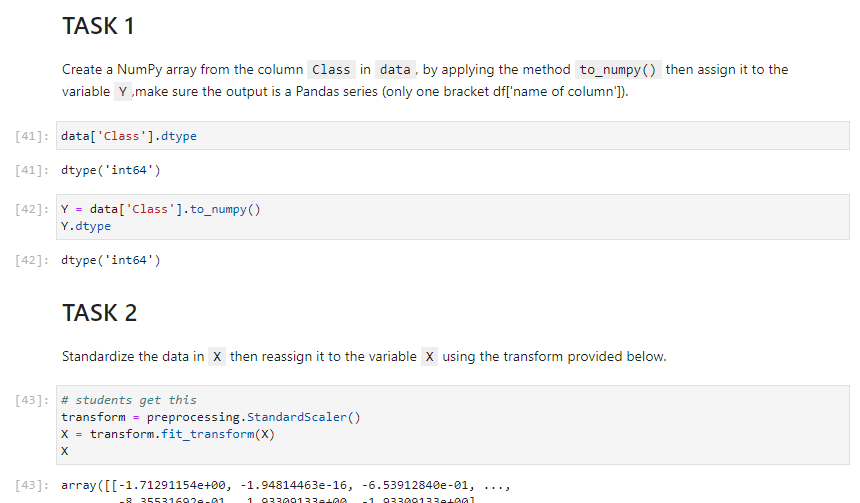 TASK 1
Create a NumPy array from the column Class in data , by applying the method to_numpy() then assign it to the
variable Y ,make sure the output is a Pandas series (only one bracket df['name of column']).
[41]: data['Class'].dtype
[41]: dtype('int64')
[42]: Y = data['Class'].to_numpy()
Y.dtype
[42]: dtype('int64')
TASK 2
Standardize the data in X then reassign it to the variable X using the transform provided below.
[43]: # students get this
transform = preprocessing.StandardScaler()
X = transform.fit_transform(X)
X
[43]: array([[-1.71291154e+00, -1.94814463e-16, -6.53912840e-01, ...,
-8.35531692e-01, 1.93309133e+00, -1.93309133e+00],